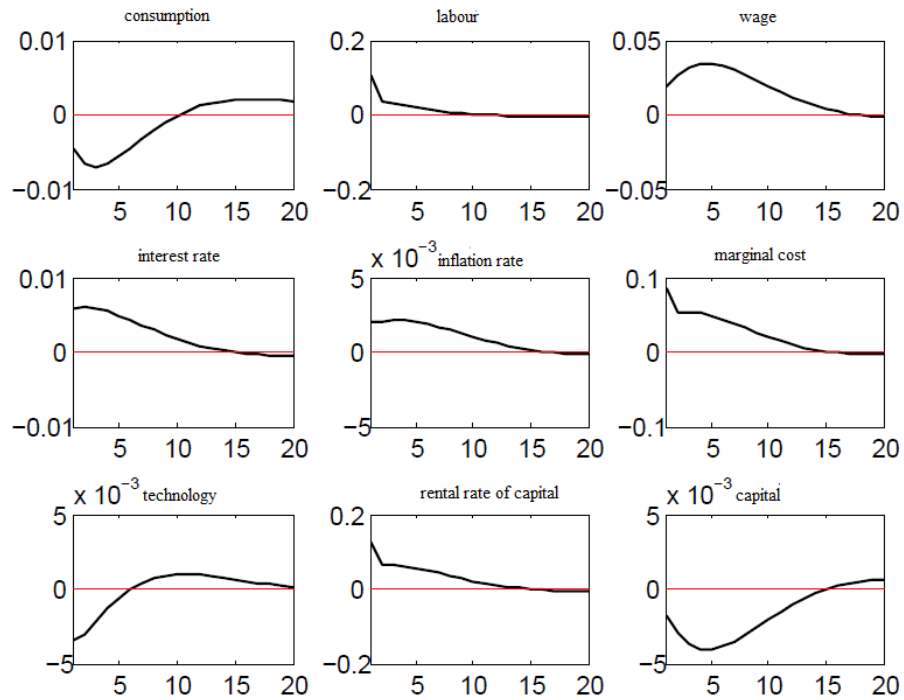 consumption
labour
wage
0.01
0
−0.01
5 10 15 20
0.2
0
−0.2
5 10 15 20
0.05
0
−0.05
5 10 15 20
interest rate
x 10−3 inflation rate
marginal cost
0.01
0
−0.01
5 10 15 20
5
0
−5
5 10 15 20
0.1
0
−0.1
5 10 15 20
x 10−3 technology
rental rate of capital
x 10−3 capital
5
0
−5
5 10 15 20
0.2
0
−0.2
5 10 15 20
5
0
−5
5 10 15 20